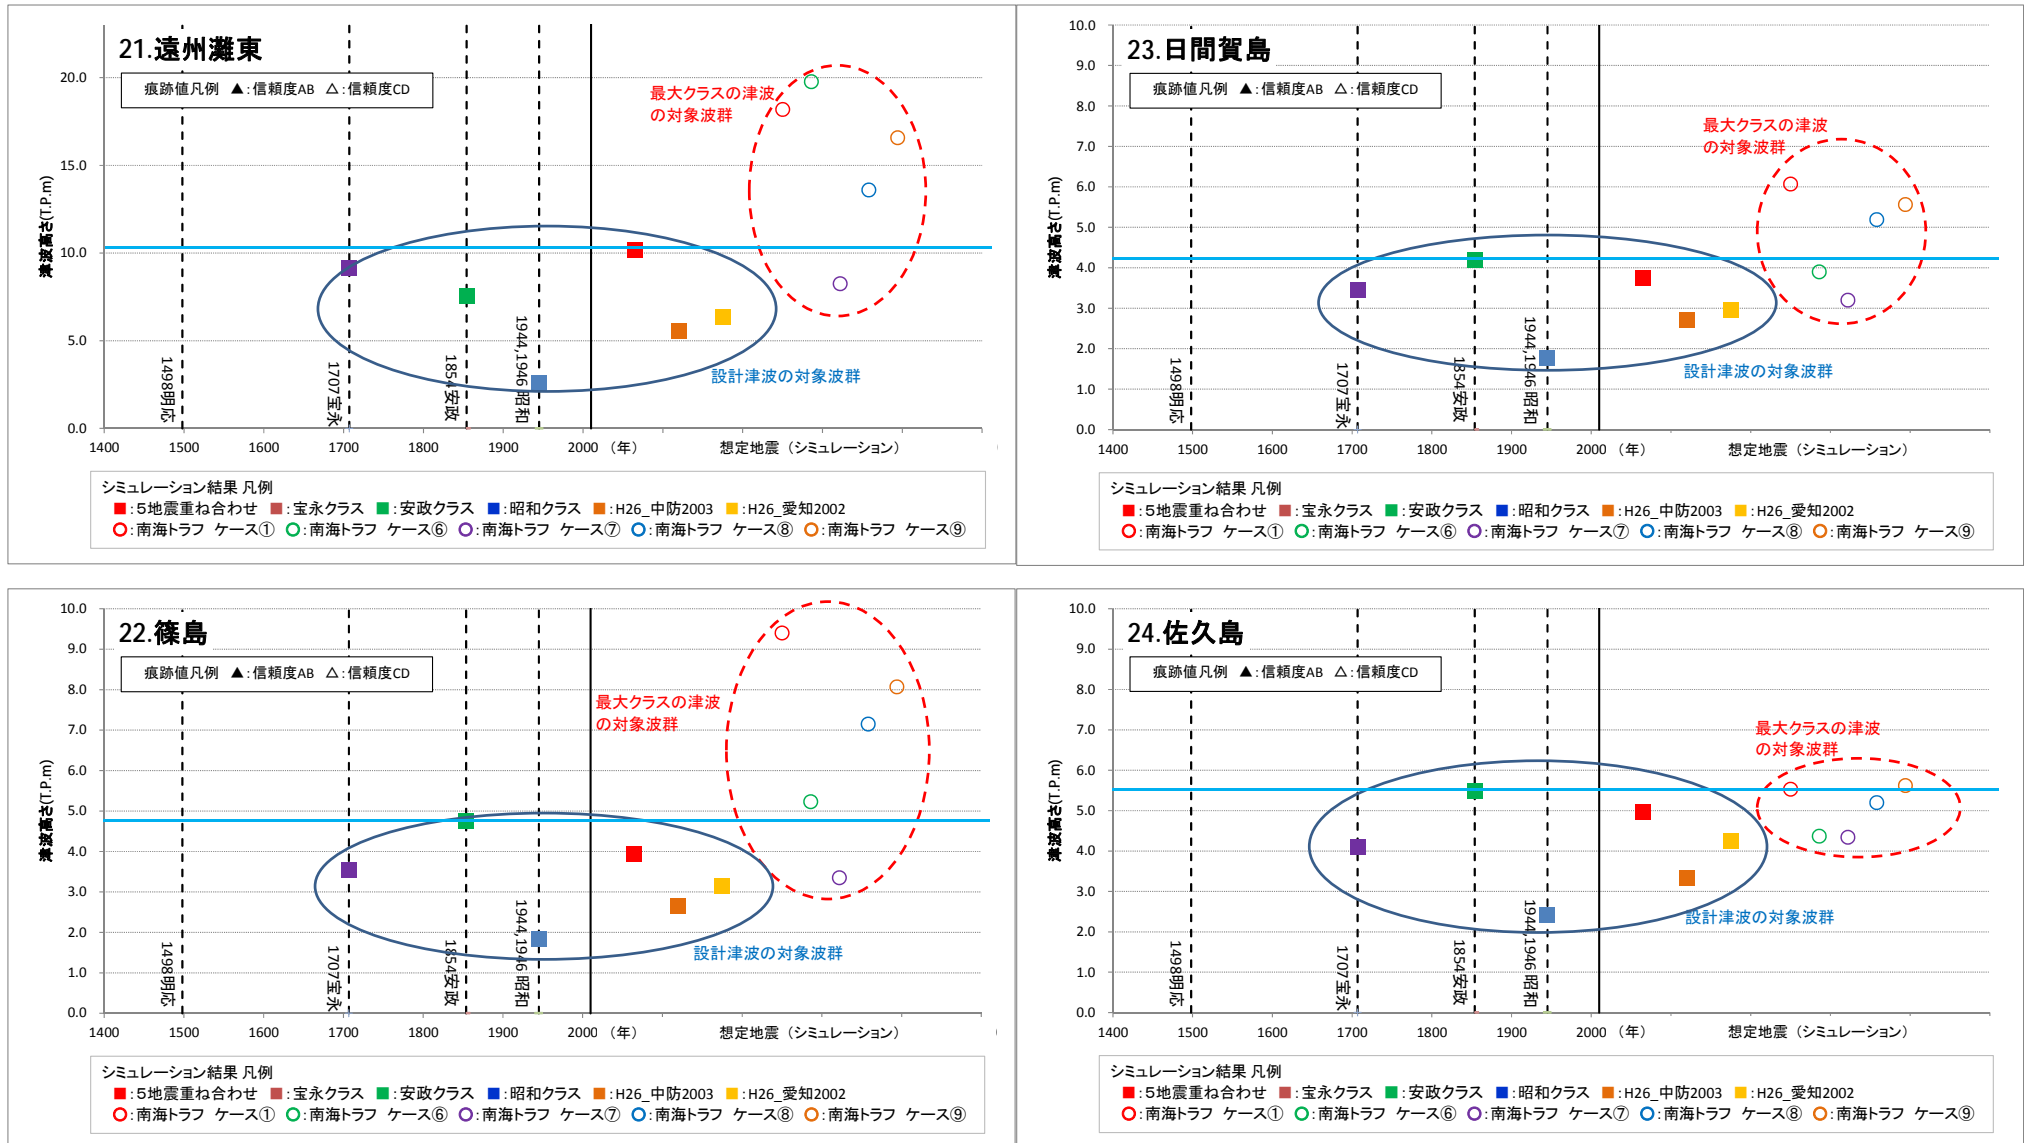 21.遠州灘東
痕跡値凡例 ▲:信頼度AB △:信頼度CD
最大クラスの津波
の対象波群
設計津波の対象波群
津波高さ(T.P.m)
20.0
15.0
10.0
5.0
0.0
1498明応
1707宝永
1854安政
1944,1946 昭和
1400 1500 1600 1700 1800 1900 2000 (年) 想定地震(シミュレーション)
シミュレーション結果 凡例
■:5地震重ね合わせ ■:宝永クラス ■:安政クラス ■:昭和クラス ■:H26_中防2003 ■:H26_愛知2002
○:南海トラフ ケース① ○:南海トラフ ケース⑥ ○:南海トラフ ケース⑦ ○:南海トラフ ケース⑧ ○:南海トラフ ケース⑨
23.日間賀島
痕跡値凡例 ▲:信頼度AB △:信頼度CD
最大クラスの津波
の対象波群
設計津波の対象波群
津波高さ(T.P.m)
10.0
9.0
8.0
7.0
6.0
5.0
4.0
3.0
2.0
1.0
0.0
1498明応
1707宝永
1854安政
1944,1946 昭和
1400 1500 1600 1700 1800 1900 2000 (年) 想定地震(シミュレーション)
シミュレーション結果 凡例
■:5地震重ね合わせ ■:宝永クラス ■:安政クラス ■:昭和クラス ■:H26_中防2003 ■:H26_愛知2002
○:南海トラフ ケース① ○:南海トラフ ケース⑥ ○:南海トラフ ケース⑦ ○:南海トラフ ケース⑧ ○:南海トラフ ケース⑨
22.篠島
痕跡値凡例 ▲:信頼度AB △:信頼度CD
最大クラスの津波
の対象波群
設計津波の対象波群
津波高さ(T.P.m)
10.0
9.0
8.0
7.0
6.0
5.0
4.0
3.0
2.0
1.0
0.0
1498明応
1707宝永
1854安政
1944,1946 昭和
1400 1500 1600 1700 1800 1900 2000 (年) 想定地震(シミュレーション)
シミュレーション結果 凡例
■:5地震重ね合わせ ■:宝永クラス ■:安政クラス ■:昭和クラス ■:H26_中防2003 ■:H26_愛知2002
○:南海トラフ ケース① ○:南海トラフ ケース⑥ ○:南海トラフ ケース⑦ ○:南海トラフ ケース⑧ ○:南海トラフ ケース⑨
24.佐久島
痕跡値凡例 ▲:信頼度AB △:信頼度CD
最大クラスの津波
の対象波群
設計津波の対象波群
津波高さ(T.P.m)
10.0
9.0
8.0
7.0
6.0
5.0
4.0
3.0
2.0
1.0
0.0
1498明応
1707宝永
1854安政
1944,1946 昭和
1400 1500 1600 1700 1800 1900 2000 (年) 想定地震(シミュレーション)
シミュレーション結果 凡例
■:5地震重ね合わせ ■:宝永クラス ■:安政クラス ■:昭和クラス ■:H26_中防2003 ■:H26_愛知2002
○:南海トラフ ケース① ○:南海トラフ ケース⑥ ○:南海トラフ ケース⑦ ○:南海トラフ ケース⑧ ○:南海トラフ ケース⑨